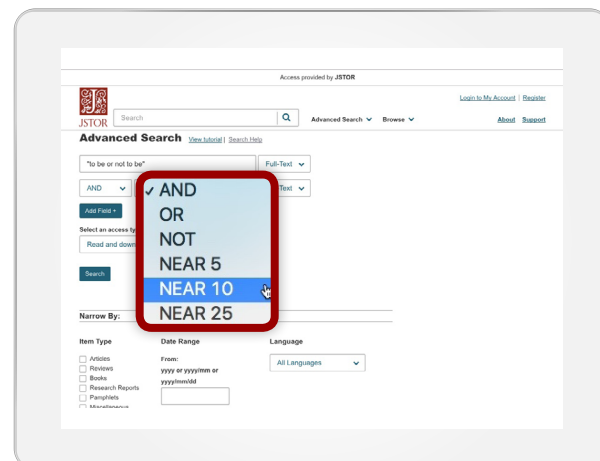 Access provided by JSTOR
Login to My Account | Register
JSTOR
Search
Advanced Search
Browse
About
Support
Advanced Search View tutorial | Search Help
"to be or not to be"
Full-Text
AND
Text
✓ AND
OR
NOT
NEAR 5
NEAR 10
NEAR 25
Add Field +
Select an access ty
Read and down
Search
Narrow By:
Item Type
Articles
Reviews
Books
Research Reports
Pamphlets
Miscellaneous
Date Range
From:
yyyy or yyyy/mm or
yyyy/mm/dd
Language
All Languages